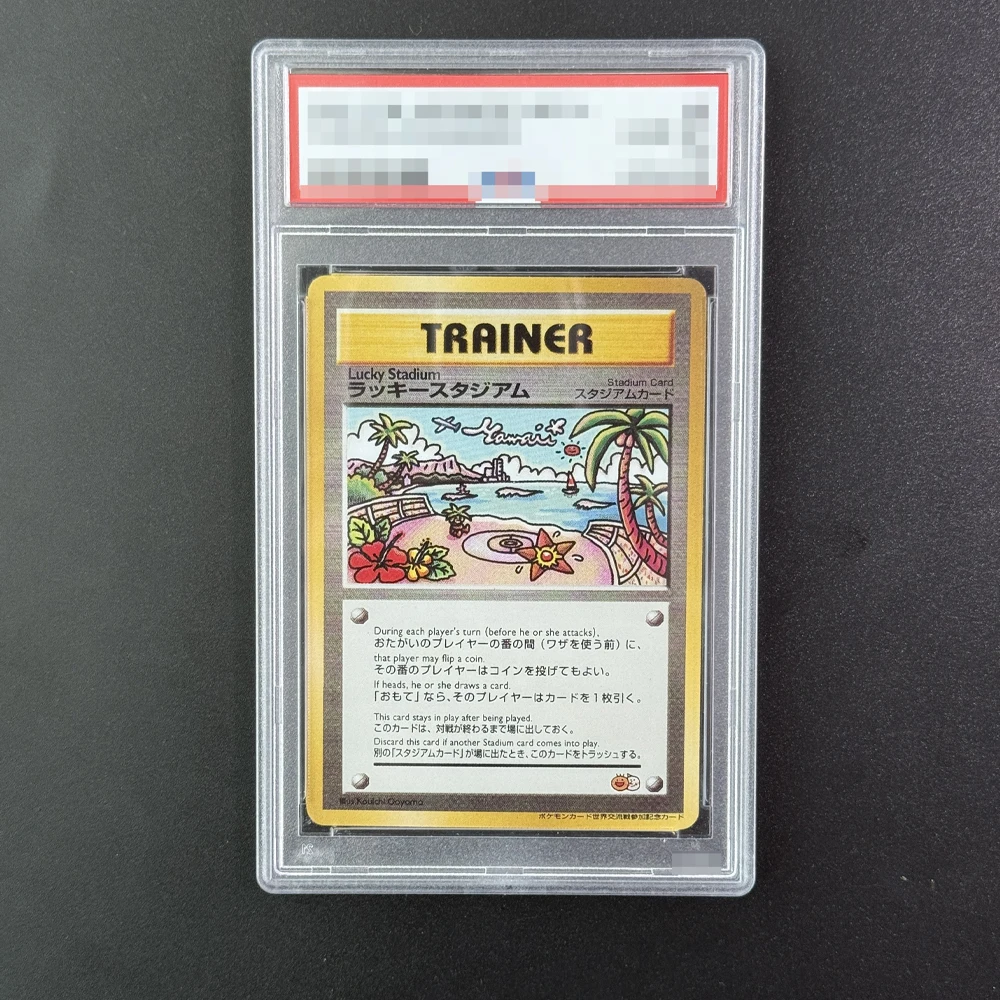 TRAINER
Lucky Stadium
Stadium Card
ラッキースタジアム
スタジアムカード
Hawaii
During each player's turn (before he or she attacks),
おたがいのプレイヤーの番の間（ワザを使う前）に、
that player may flip a coin.
その番のプレイヤーはコインを投げてもよい。
If heads, he or she draws a card.
「おもて」なら、そのプレイヤーはカードを1枚引く。
This card stays in play after being played.
このカードは、対戦が終わるまで場に出しておく。
Discard this card if another Stadium card comes into play.
別の「スタジアムカード」が場に出たとき、このカードをトラッシュする。
Kouichi Ooyama
ポケモンカード世界交流戦参加記念カード